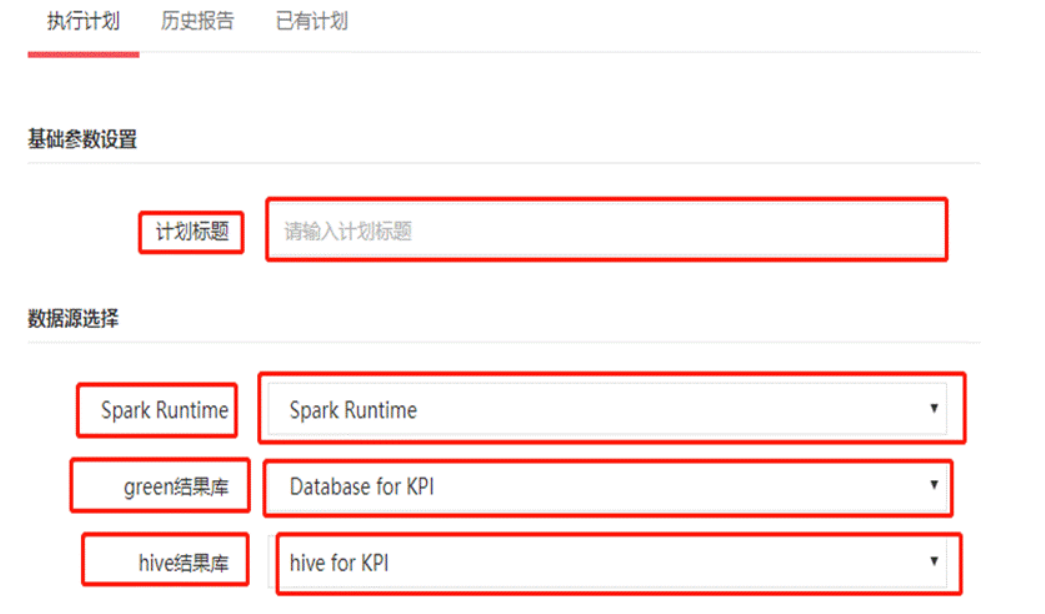 执行计划 历史报告 已有计划
基础参数设置
计划标题 请输入计划标题
数据源选择
Spark Runtime Spark Runtime
green结果库 Database for KPI
hive结果库 hive for KPI